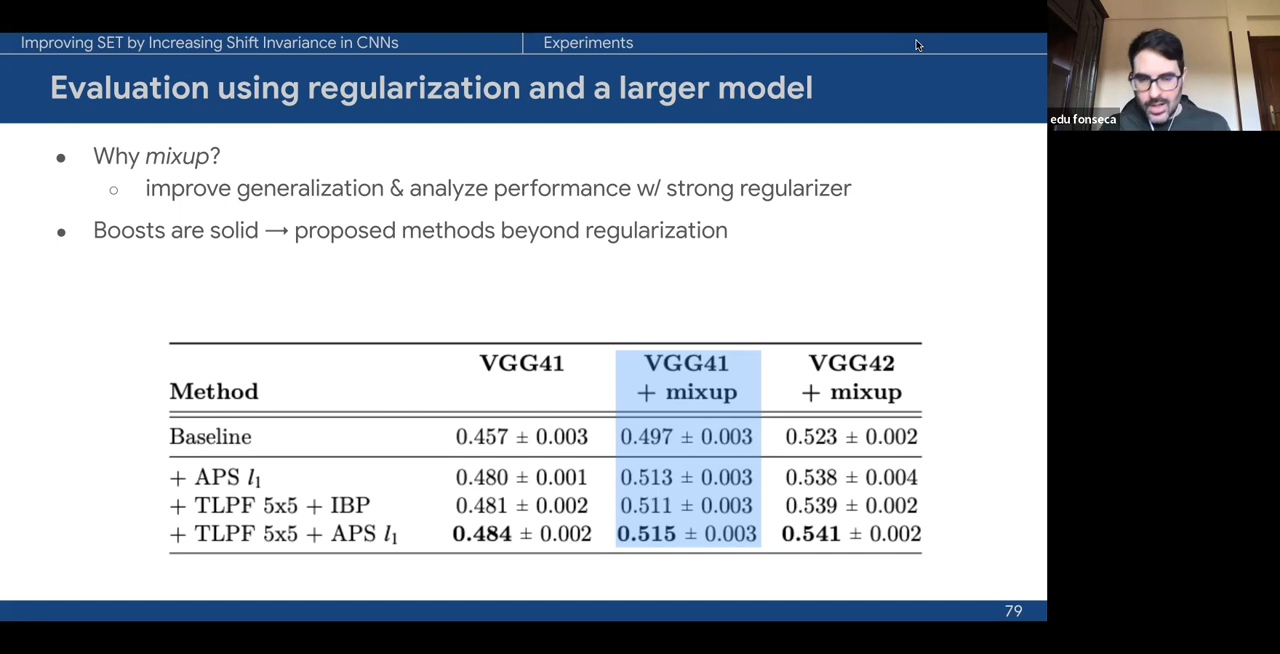 Improving SET by Increasing Shift Invariance in CNNs
Experiments
Evaluation using regularization and a larger model
edu fonseca
● Why mixup?
○ improve generalization & analyze performance w/ strong regularizer
● Boosts are solid → proposed methods beyond regularization
Method VGG41 VGG41 + mixup VGG42 + mixup
Baseline 0.457 ± 0.003 0.497 ± 0.003 0.523 ± 0.002
+ APS l₁ 0.480 ± 0.001 0.513 ± 0.003 0.538 ± 0.004
+ TLPF 5x5 + IBP 0.481 ± 0.002 0.511 ± 0.003 0.539 ± 0.002
+ TLPF 5x5 + APS l₁ 0.484 ± 0.002 0.515 ± 0.003 0.541 ± 0.002
79